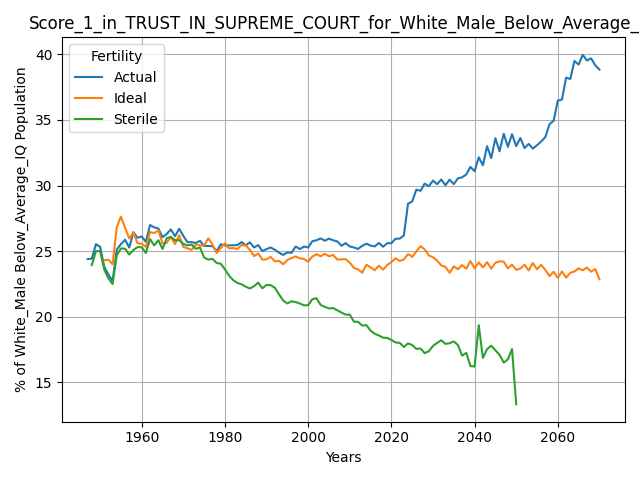 Score_1_in_TRUST_IN_SUPREME_COURT_for_White_Male_Below_Average_
Fertility
Actual
Ideal
Sterile
% of White_Male Below_Average_IQ Population
40
35
30
25
20
15
1960
1980
2000
2020
2040
2060
Years